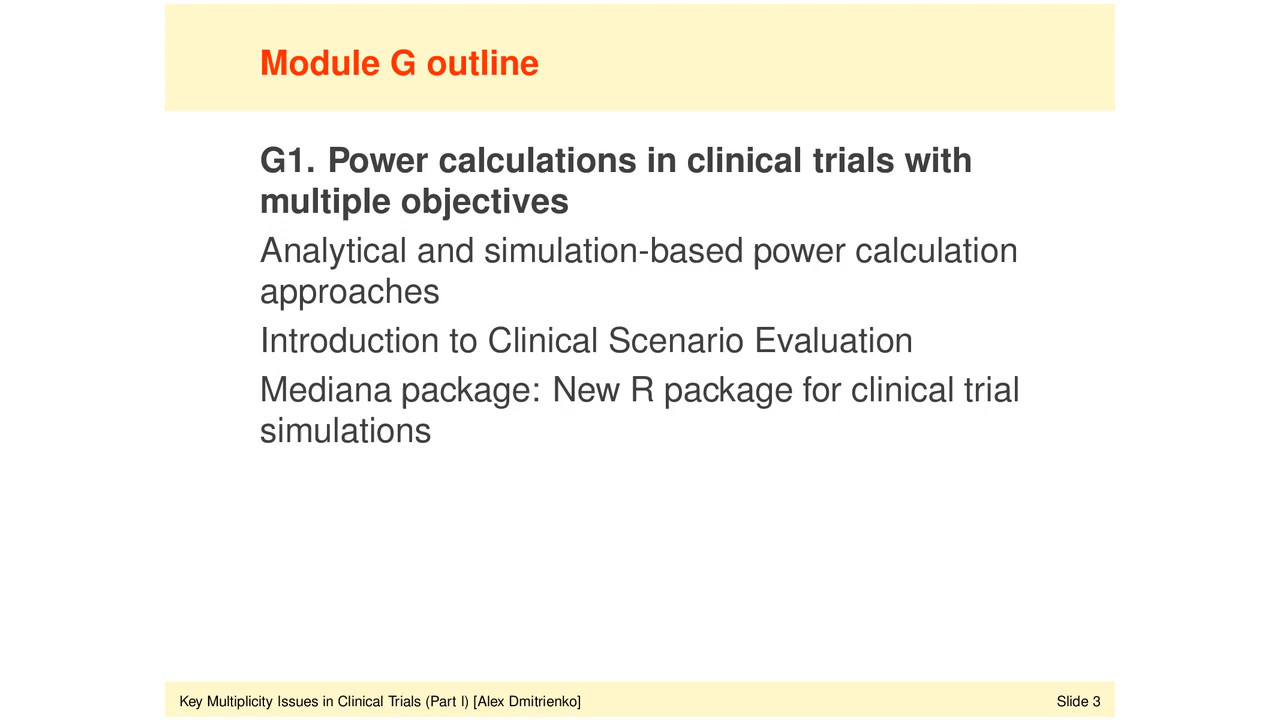 Module G outline
G1. Power calculations in clinical trials with
multiple objectives
Analytical and simulation-based power calculation
approaches
Introduction to Clinical Scenario Evaluation
Mediana package: New R package for clinical trial
simulations
Key Multiplicity Issues in Clinical Trials (Part I) [Alex Dmitrienko]
Slide 3